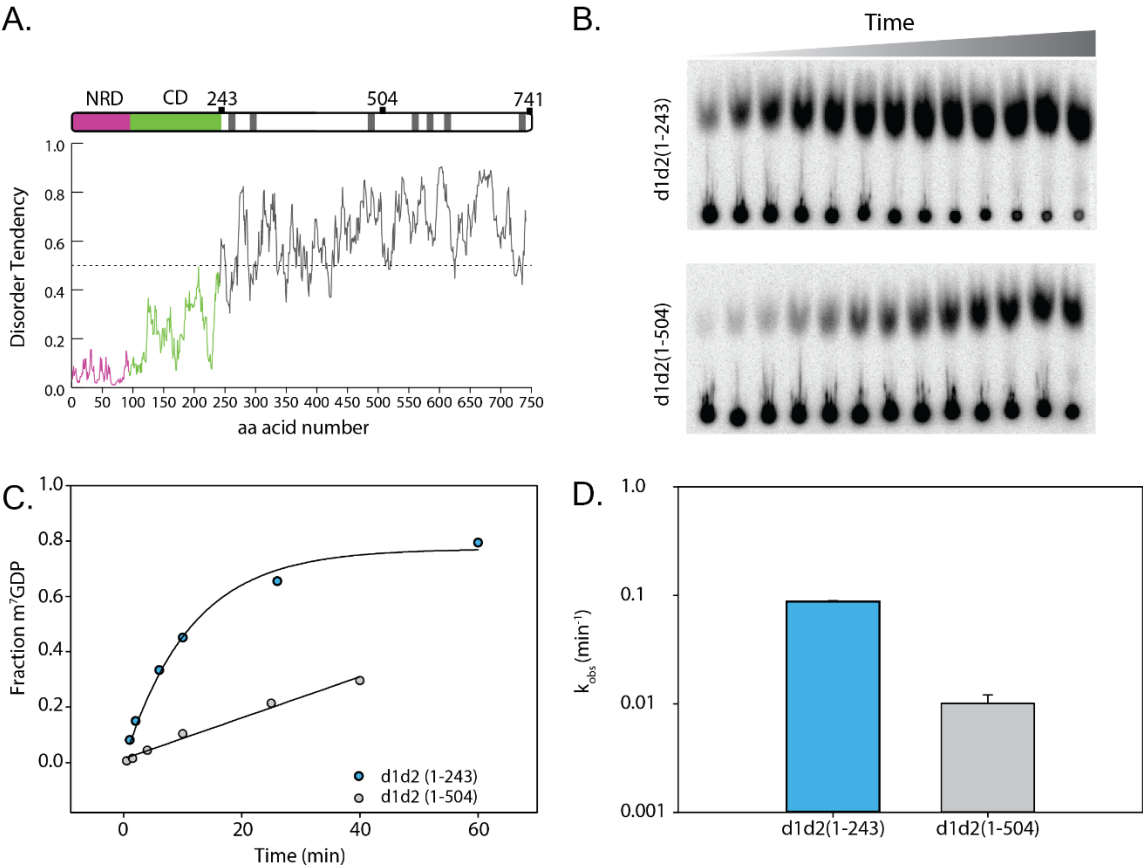 A.
NRD CD 243 504 741
1.0
0.8
0.6
0.4
0.2
0.0
Disorder Tendency
0 50 100 150 200 250 300 350 400 450 500 550 600 650 700 750
aa acid number
B.
Time
d1d2(1-243)
d1d2(1-504)
C.
1.0
0.8
0.6
0.4
0.2
0.0
Fraction m⁷GDP
d1d2 (1-243)
d1d2 (1-504)
0 20 40 60
Time (min)
D.
1.0
0.1
0.01
0.001
kobs (min⁻¹)
d1d2(1-243) d1d2(1-504)